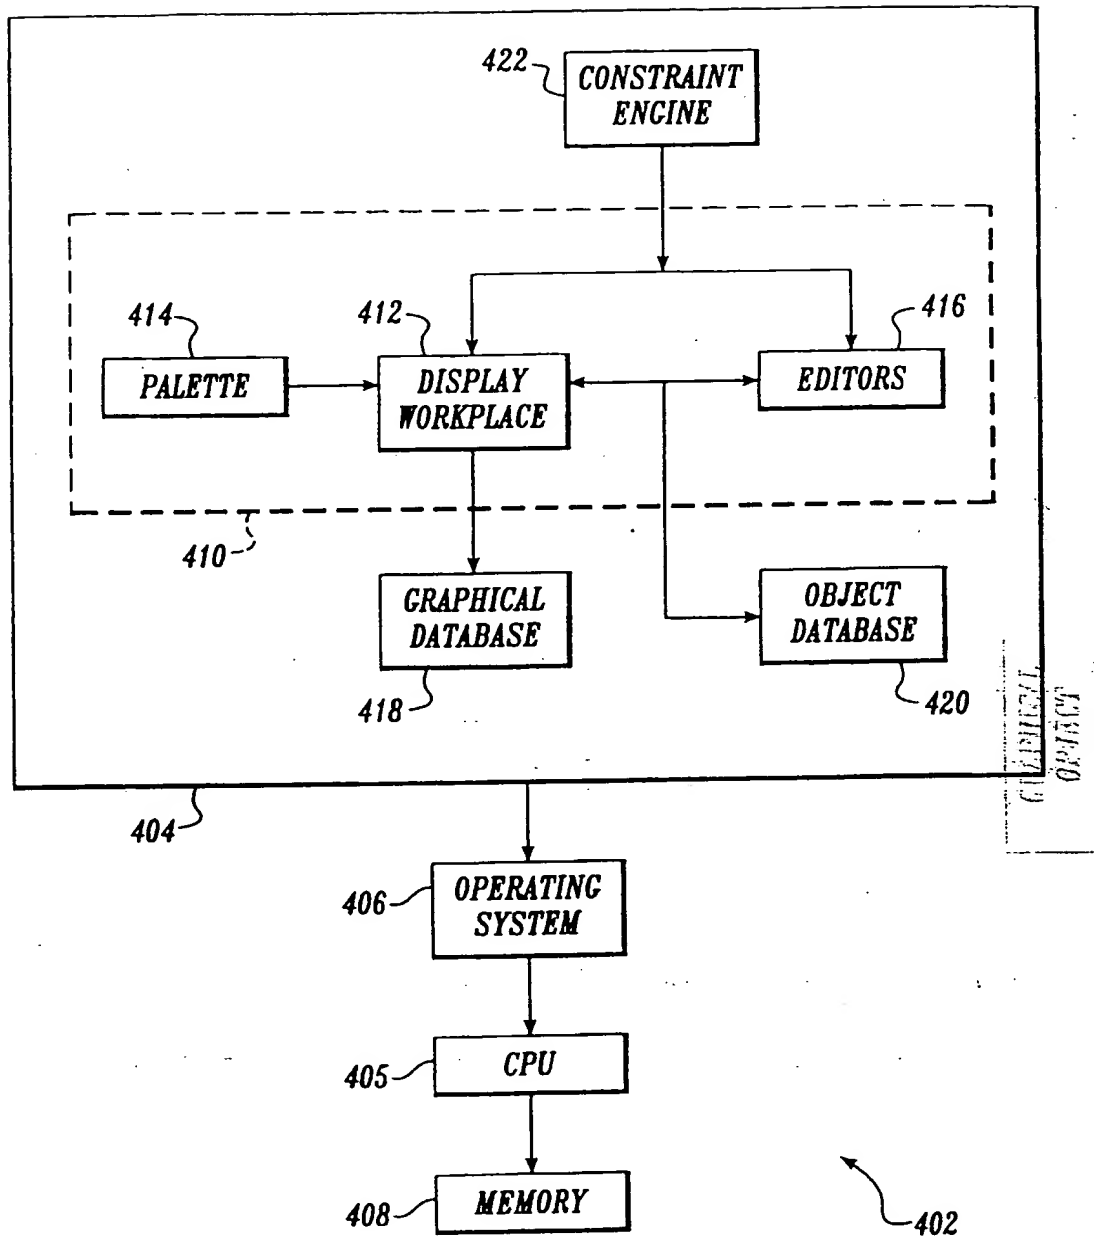 422
CONSTRAINT
ENGINE
414
412
416
PALETTE
DISPLAY
WORKPLACE
EDITORS
410
GRAPHICAL
DATABASE
OBJECT
DATABASE
418
420
404
406
OPERATING
SYSTEM
405
CPU
408
MEMORY
402